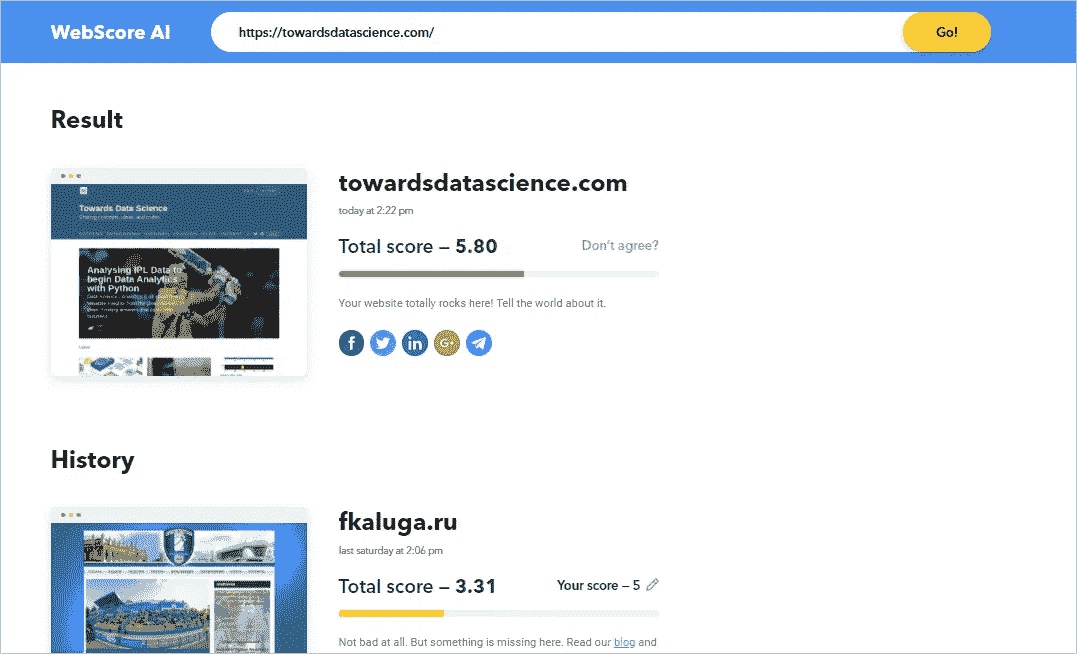 WebScore AI
https://towardsdatascience.com/
Go!
Result
Towards Data Science
Analysing IPL Data to
begin Data Analytics
with Python
towardsdatascience.com
today at 2:22 pm
Total score – 5.80
Don't agree?
Your website totally rocks here! Tell the world about it.
History
fkaluga.ru
last saturday at 2:06 pm
Total score – 3.31
Your score – 5
Not bad at all. But something is missing here. Read our blog and